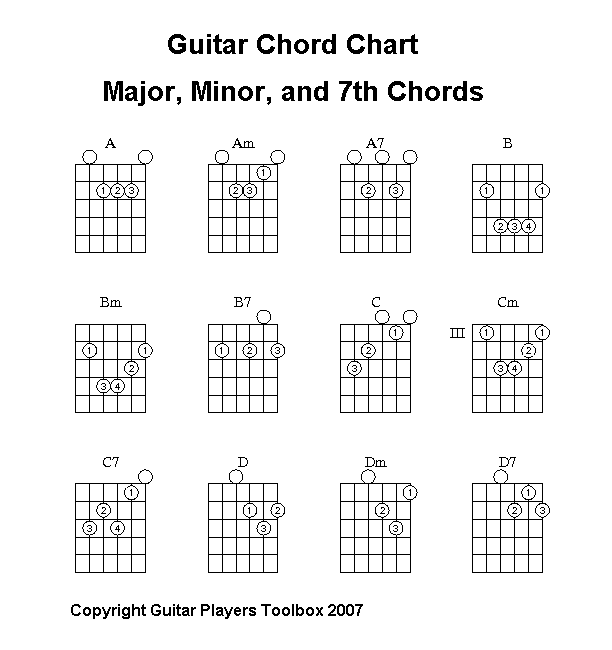 Guitar Chord Chart
Major, Minor, and 7th Chords
A Am A7 B
1 1
1 2 3 2 3 2 3 1 1
2 3 4
Bm B7 C Cm
1 III 1 1
1 1 1 2 3 2 2
2 3 3 4
3 4
C7 D Dm D7
1 1 1
2 1 2 2 2 3
3 4 3 3
Copyright Guitar Players Toolbox 2007